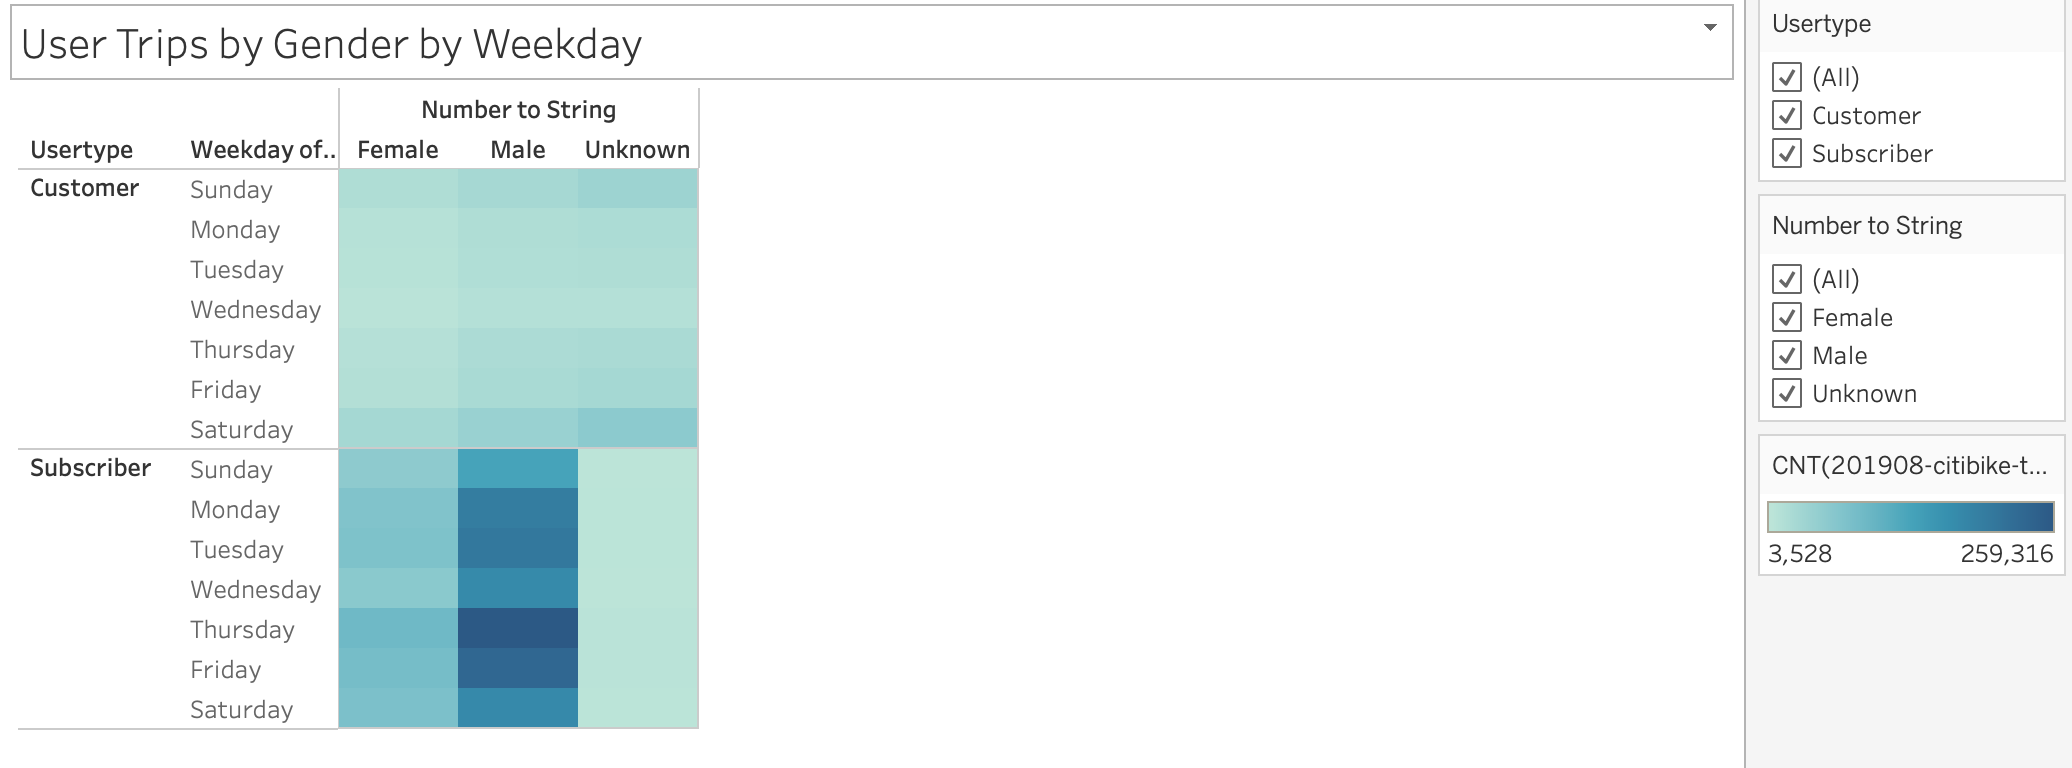 User Trips by Gender by Weekday
Number to String
Usertype Weekday of.. Female Male Unknown
Customer Sunday
Monday
Tuesday
Wednesday
Thursday
Friday
Saturday
Subscriber Sunday
Monday
Tuesday
Wednesday
Thursday
Friday
Saturday
Usertype
(All)
Customer
Subscriber
Number to String
(All)
Female
Male
Unknown
CNT(201908-citibike-t...
3,528 259,316